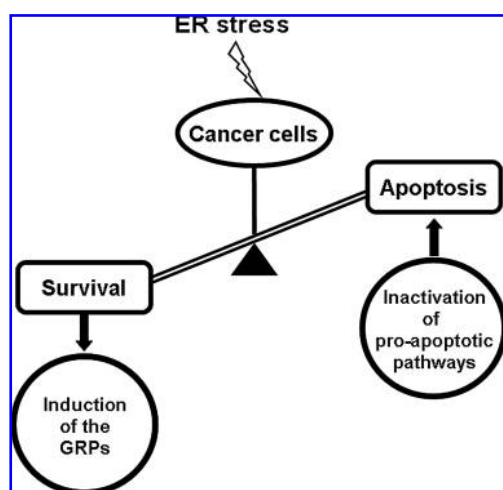 ER stress
Cancer cells
Apoptosis
Survival
Inactivation
of
pro-apoptotic
pathways
Induction
of the
GRPs